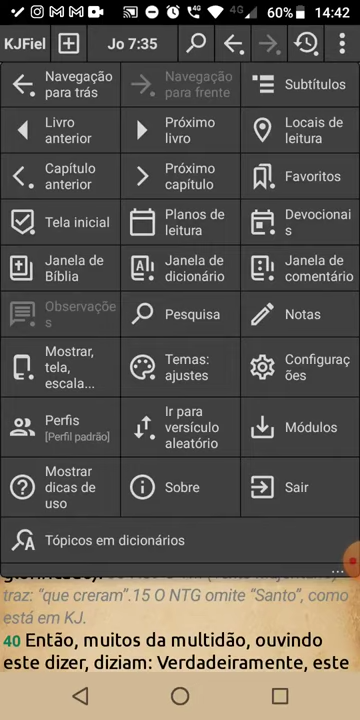 60% 14:42
KJFiel Jo 7:35
Navegação
para trás
Navegação
para frente
Subtítulos
Livro
anterior
Próximo
livro
Locais de
leitura
Capítulo
anterior
Próximo
capítulo
Favoritos
Tela inicial
Planos de
leitura
Devocionai
s
Janela de
Bíblia
Janela de
dicionário
Janela de
comentário
Observaçõe
s
Pesquisa
Notas
Mostrar,
tela,
escala...
Temas:
ajustes
Configuraç
ões
Perfis
[Perfil padrão]
Ir para
versículo
aleatório
Módulos
Mostrar
dicas de
uso
Sobre
Sair
Tópicos em dicionários
...
traz: “que creram”.15 O NTG omite “Santo”, como
está em KJ.
40 Então, muitos da multidão, ouvindo
este dizer, diziam: Verdadeiramente, este